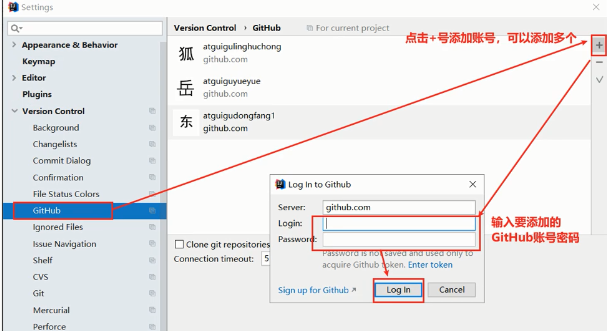 Settings
Appearance & Behavior
Keymap
Editor
Plugins
Version Control
Background
Changelists
Commit Dialog
Confirmation
File Status Colors
GitHub
Ignored Files
Issue Navigation
Shelf
CVS
Git
Mercurial
Perforce
Version Control › GitHub For current project
点击+号添加账号，可以添加多个
狐 atguigulinghuchong
github.com
岳 atguiguyueyue
github.com
东 atguigudongfang1
github.com
Clone git repositories
Connection timeout: 5
Log In to Github
Server: github.com
Login:
Password:
Password is not saved and used only to
acquire Github token. Enter token
Sign up for Github ↗ Log In Cancel
输入要添加的
GitHub账号密码